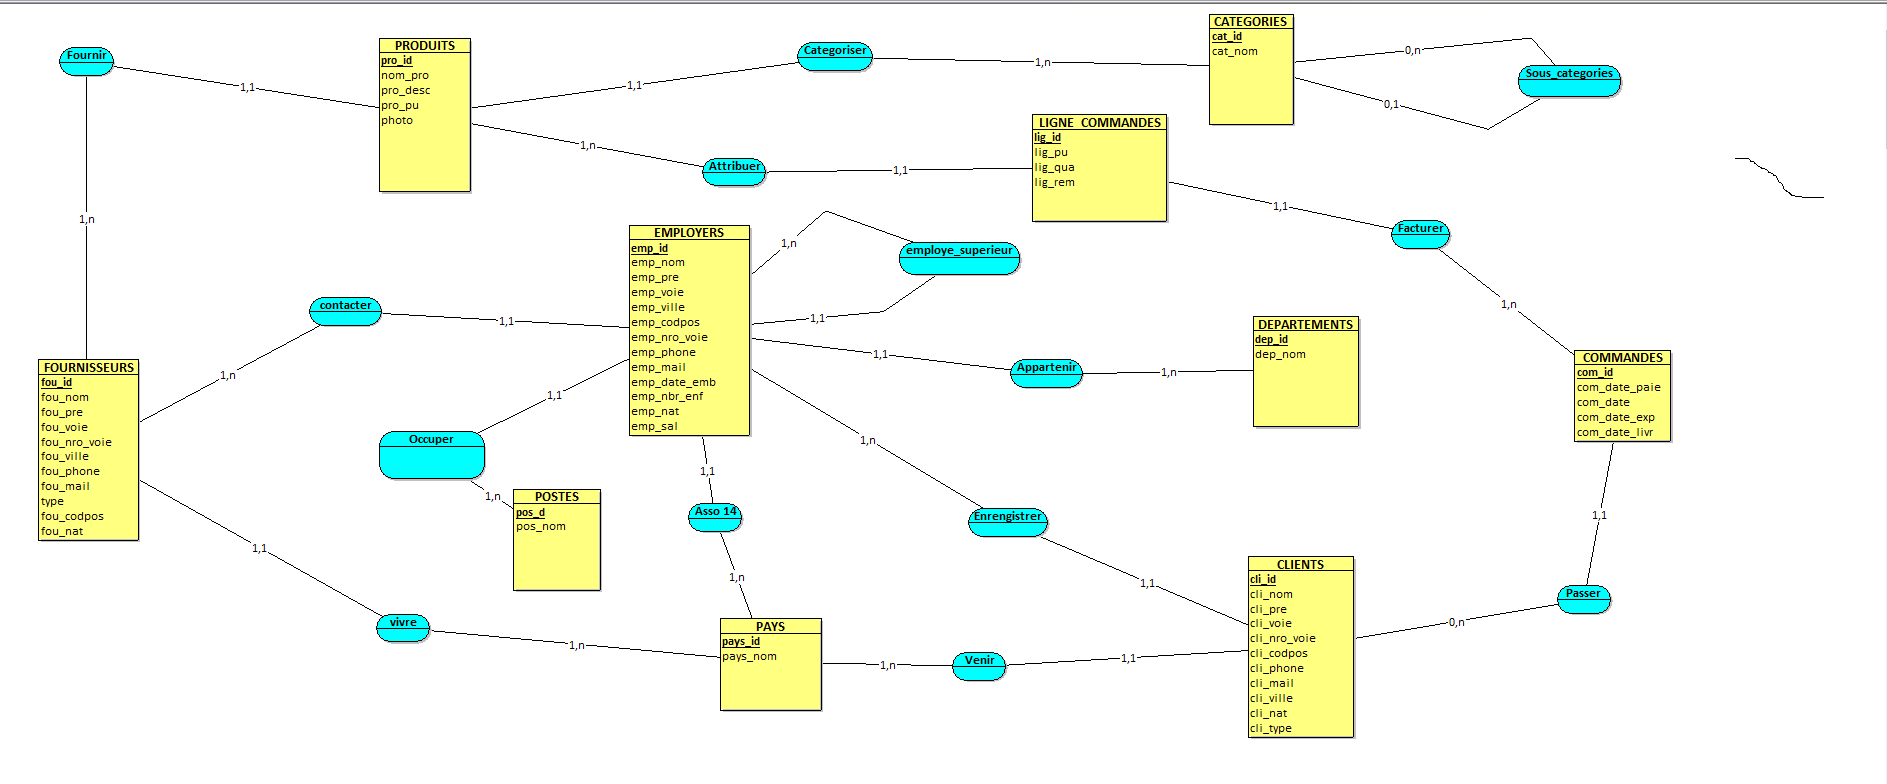 Fournir
1,1
1,n
PRODUITS
pro_id
nom_pro
pro_desc
pro_pu
photo
1,1
Categoriser
1,n
CATEGORIES
cat_id
cat_nom
0,n
Sous_categories
0,1
1,n
Attribuer
1,1
LIGNE_COMMANDES
lig_id
lig_pu
lig_qua
lig_rem
1,1
Facturer
1,n
EMPLOYERS
emp_id
emp_nom
emp_pre
emp_voie
emp_ville
emp_codpos
emp_nro_voie
emp_phone
emp_mail
emp_date_emb
emp_nbr_enf
emp_nat
emp_sal
1,n
employe_superieur
1,1
contacter
1,1
1,n
1,1
Appartenir
1,n
DEPARTEMENTS
dep_id
dep_nom
COMMANDES
com_id
com_date_paie
com_date
com_date_exp
com_date_livr
FOURNISSEURS
fou_id
fou_nom
fou_pre
fou_voie
fou_nro_voie
fou_ville
fou_phone
fou_mail
type
fou_codpos
fou_nat
1,1
Occuper
1,n
POSTES
pos_d
pos_nom
1,1
Asso 14
1,n
1,n
Enrengistrer
1,1
1,1
Passer
0,n
1,1
vivre
1,n
PAYS
pays_id
pays_nom
1,n
Venir
1,1
CLIENTS
cli_id
cli_nom
cli_pre
cli_voie
cli_nro_voie
cli_codpos
cli_phone
cli_mail
cli_ville
cli_nat
cli_type